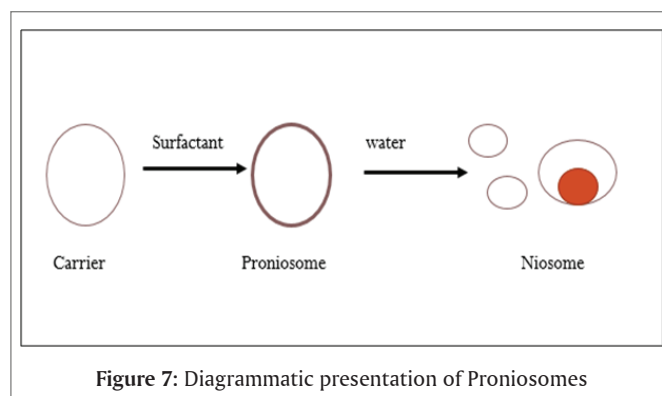 Surfactant
water
Carrier
Proniosome
Niosome
Figure 7: Diagrammatic presentation of Proniosomes